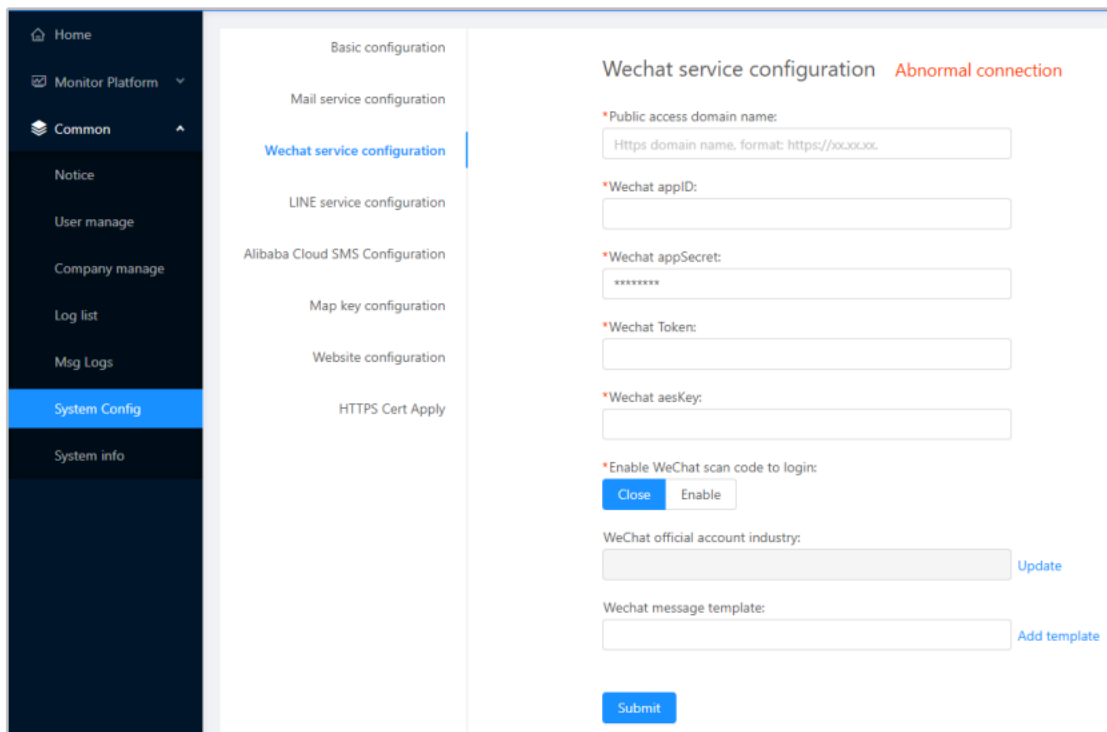 Home
Monitor Platform
Common
Notice
User manage
Company manage
Log list
Msg Logs
System Config
System info
Basic configuration
Mail service configuration
Wechat service configuration
LINE service configuration
Alibaba Cloud SMS Configuration
Map key configuration
Website configuration
HTTPS Cert Apply
Wechat service configuration Abnormal connection
*Public access domain name:
Https domain name, format: https://xx.xx.xx.
*Wechat appID:
*Wechat appSecret:
********
*Wechat Token:
*Wechat aesKey:
*Enable WeChat scan code to login:
Close Enable
WeChat official account industry:
Update
Wechat message template:
Add template
Submit